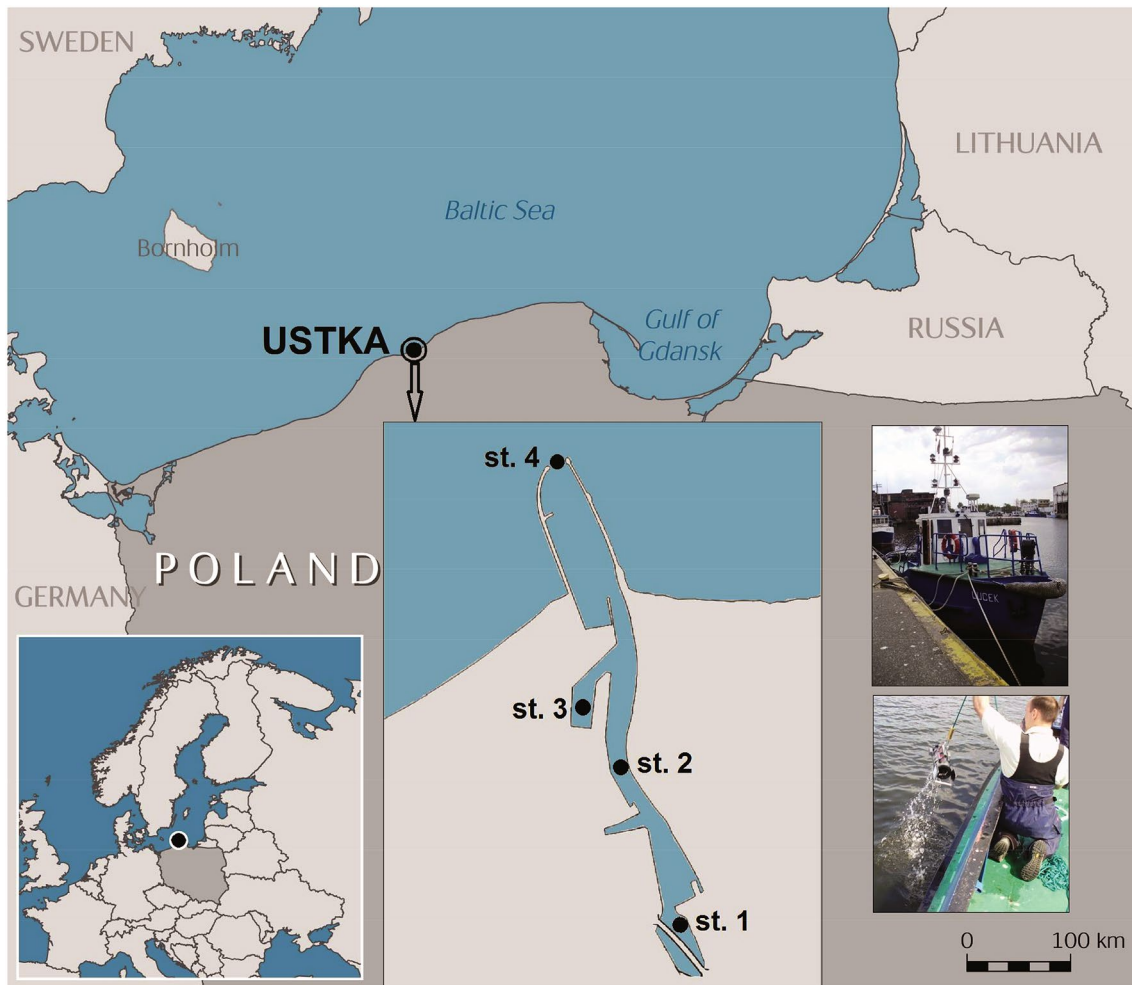 SWEDEN
LITHUANIA
Baltic Sea
Bornholm
Gulf of
Gdansk
RUSSIA
USTKA
st. 4
POLAND
GERMANY
LUCEK
st. 3
st. 2
st. 1
0 100 km